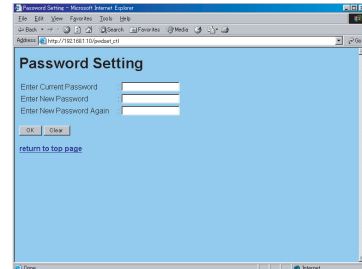 Password Setting - Microsoft Internet Explorer
File Edit View Favorites Tools Help
Back Search Favorites Media
Address http://192.168.1.10/pwdset_ctl Go
Password Setting
Enter Current Password :
Enter New Password :
Enter New Password Again :
OK Clear
return to top page
Done Internet